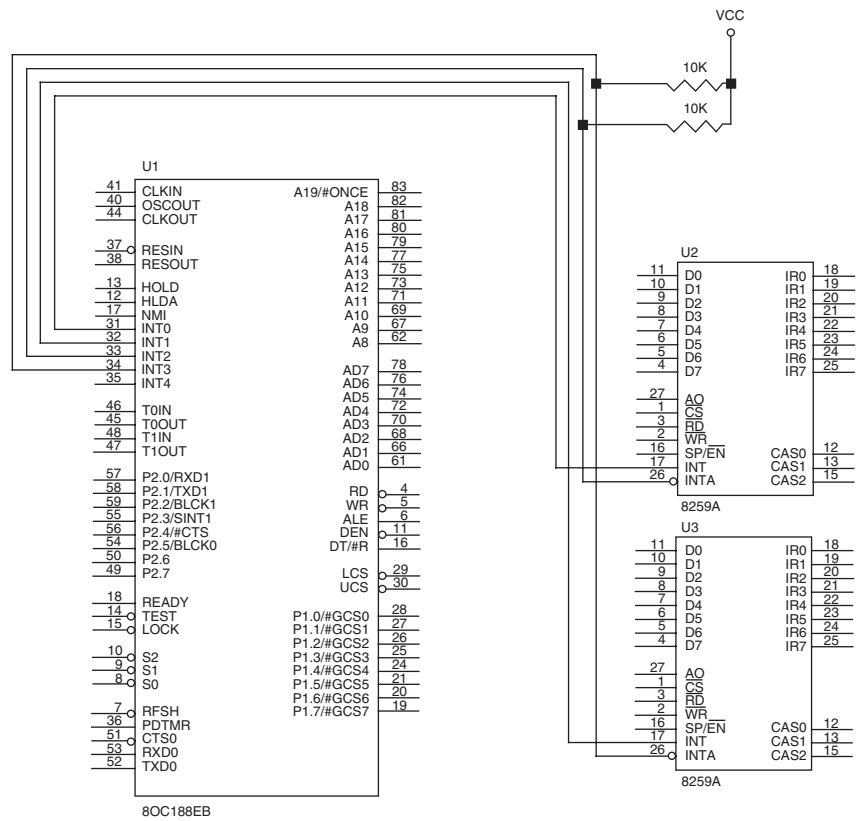 VCC
10K
10K
U1
41 CLKIN
40 OSCOUT
44 CLKOUT
37 RESIN
38 RESOUT
13 HOLD
12 HLDA
17 NMI
31 INT0
32 INT1
33 INT2
34 INT3
35 INT4
46 T0IN
45 T0OUT
48 T1IN
47 T1OUT
57 P2.0/RXD1
58 P2.1/TXD1
59 P2.2/BLCK1
55 P2.3/SINT1
56 P2.4/#CTS
54 P2.5/BLCK0
50 P2.6
49 P2.7
18 READY
14 TEST
15 LOCK
10 S2
9 S1
8 S0
7 RFSH
36 PDTMR
51 CTS0
53 RXD0
52 TXD0
A19/#ONCE 83
A18 82
A17 81
A16 80
A15 79
A14 77
A13 75
A12 73
A11 71
A10 69
A9 67
A8 62
AD7 78
AD6 76
AD5 74
AD4 72
AD3 70
AD2 68
AD1 66
AD0 61
RD 4
WR 5
ALE 6
DEN 11
DT/#R 16
LCS 29
UCS 30
P1.0/#GCS0 28
P1.1/#GCS1 27
P1.2/#GCS2 26
P1.3/#GCS3 25
P1.4/#GCS4 24
P1.5/#GCS5 21
P1.6/#GCS6 20
P1.7/#GCS7 19
8OC188EB
U2
11 D0 IR0 18
10 D1 IR1 19
9 D2 IR2 20
8 D3 IR3 21
7 D4 IR4 22
6 D5 IR5 23
5 D6 IR6 24
4 D7 IR7 25
27 AO
1 CS
3 RD
2 WR
16 SP/EN CAS0 12
17 INT CAS1 13
26 INTA CAS2 15
8259A
U3
11 D0 IR0 18
10 D1 IR1 19
9 D2 IR2 20
8 D3 IR3 21
7 D4 IR4 22
6 D5 IR5 23
5 D6 IR6 24
4 D7 IR7 25
27 AO
1 CS
3 RD
2 WR
16 SP/EN CAS0 12
17 INT CAS1 13
26 INTA CAS2 15
8259A